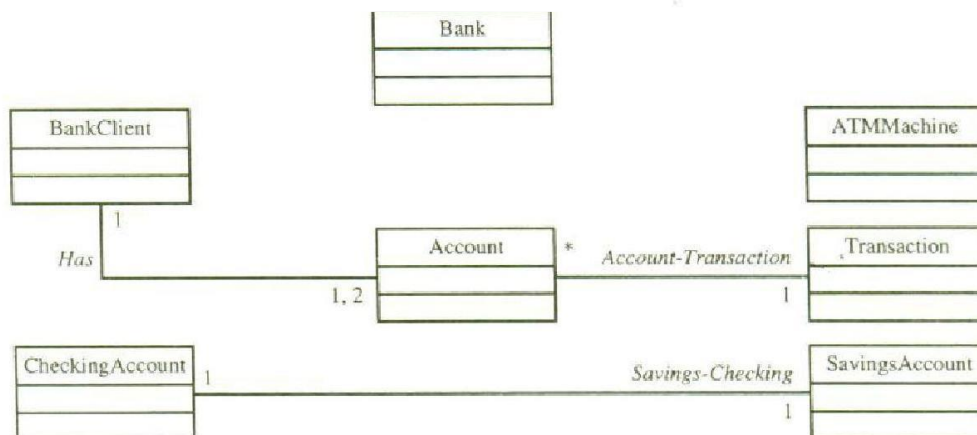 Bank
BankClient
ATMMachine
1
Has
Account
*
Account-Transaction
Transaction
1, 2
1
CheckingAccount
1
Savings-Checking
SavingsAccount
1